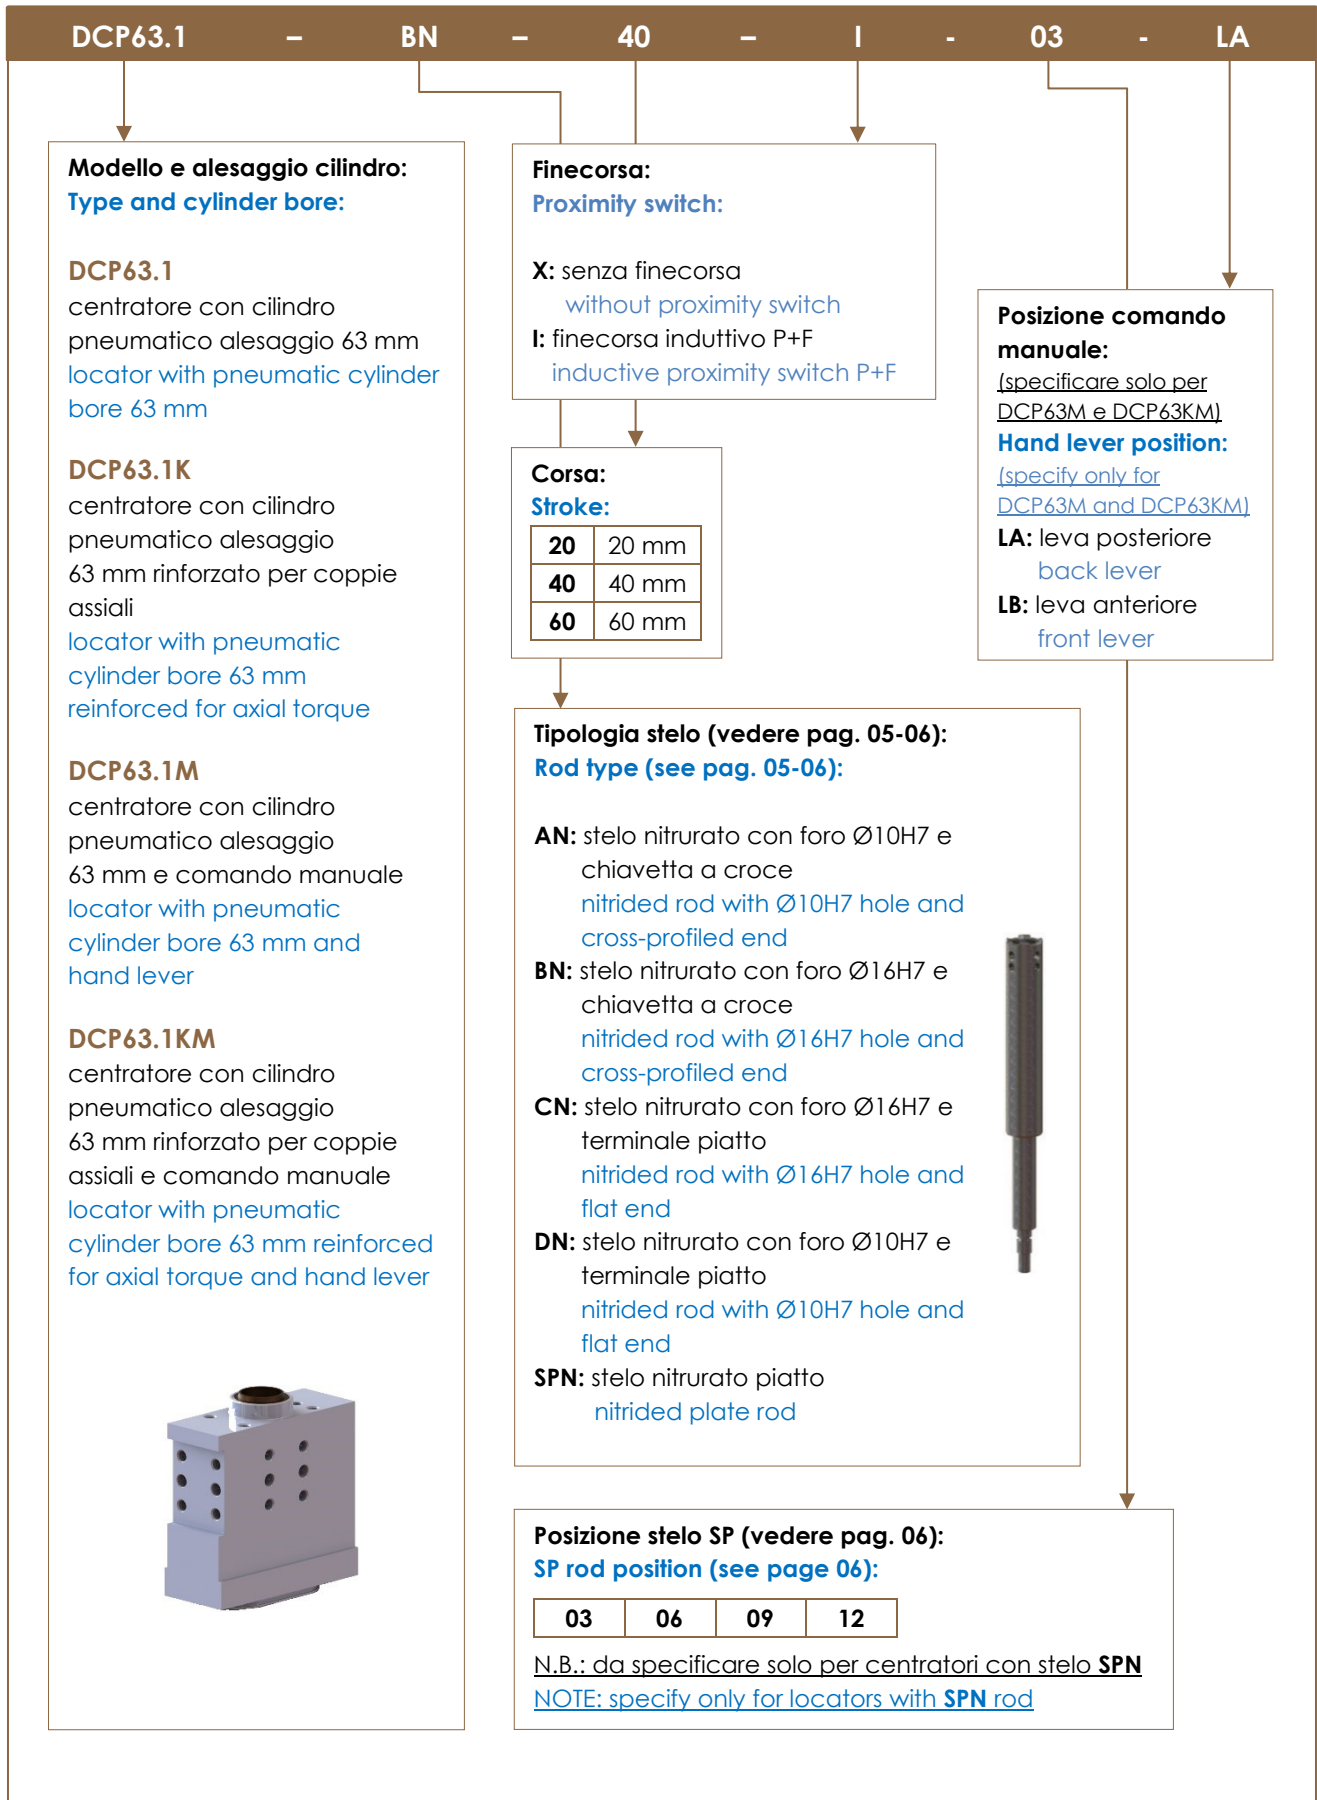 DCP63.1 – BN – 40 – I - 03 - LA
Modello e alesaggio cilindro:
Type and cylinder bore:
DCP63.1
centratore con cilindro
pneumatico alesaggio 63 mm
locator with pneumatic cylinder
bore 63 mm
DCP63.1K
centratore con cilindro
pneumatico alesaggio
63 mm rinforzato per coppie
assiali
locator with pneumatic
cylinder bore 63 mm
reinforced for axial torque
DCP63.1M
centratore con cilindro
pneumatico alesaggio
63 mm e comando manuale
locator with pneumatic
cylinder bore 63 mm and
hand lever
DCP63.1KM
centratore con cilindro
pneumatico alesaggio
63 mm rinforzato per coppie
assiali e comando manuale
locator with pneumatic
cylinder bore 63 mm reinforced
for axial torque and hand lever
Finecorsa:
Proximity switch:
X: senza finecorsa
without proximity switch
I: finecorsa induttivo P+F
inductive proximity switch P+F
Corsa:
Stroke:
20 20 mm
40 40 mm
60 60 mm
Posizione comando
manuale:
(specificare solo per
DCP63M e DCP63KM)
Hand lever position:
(specify only for
DCP63M and DCP63KM)
LA: leva posteriore
back lever
LB: leva anteriore
front lever
Tipologia stelo (vedere pag. 05-06):
Rod type (see pag. 05-06):
AN: stelo nitrurato con foro Ø10H7 e
chiavetta a croce
nitrided rod with Ø10H7 hole and
cross-profiled end
BN: stelo nitrurato con foro Ø16H7 e
chiavetta a croce
nitrided rod with Ø16H7 hole and
cross-profiled end
CN: stelo nitrurato con foro Ø16H7 e
terminale piatto
nitrided rod with Ø16H7 hole and
flat end
DN: stelo nitrurato con foro Ø10H7 e
terminale piatto
nitrided rod with Ø10H7 hole and
flat end
SPN: stelo nitrurato piatto
nitrided plate rod
Posizione stelo SP (vedere pag. 06):
SP rod position (see page 06):
03 06 09 12
N.B.: da specificare solo per centratori con stelo SPN
NOTE: specify only for locators with SPN rod